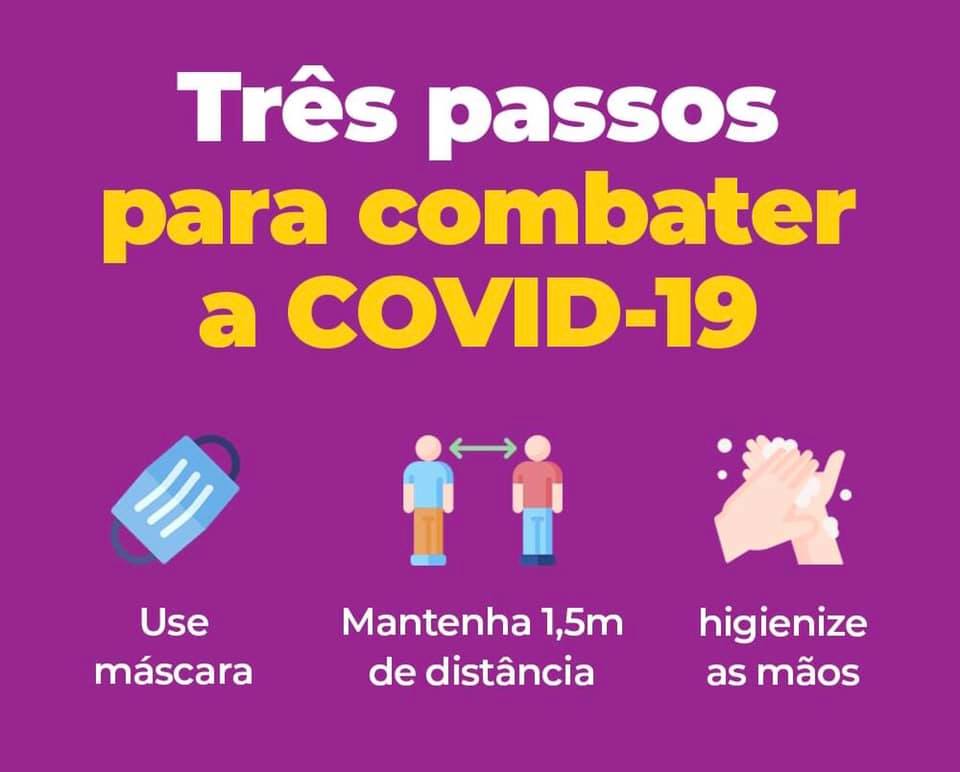 Três passos
para combater
a COVID-19
Use
máscara
Mantenha 1,5m
de distância
higienize
as mãos